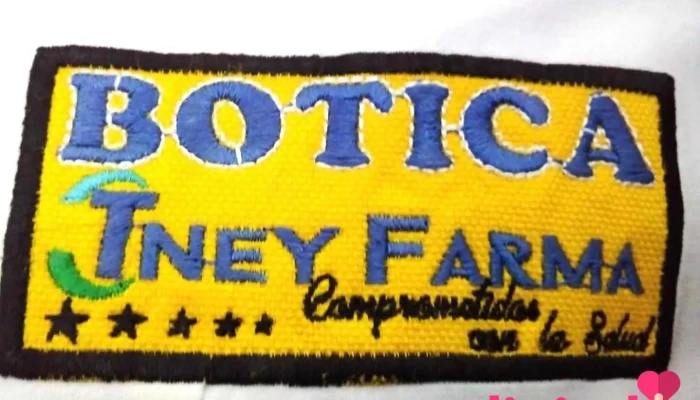 BOTICA
TNEY FARMA
Comprometidos
con la Salud